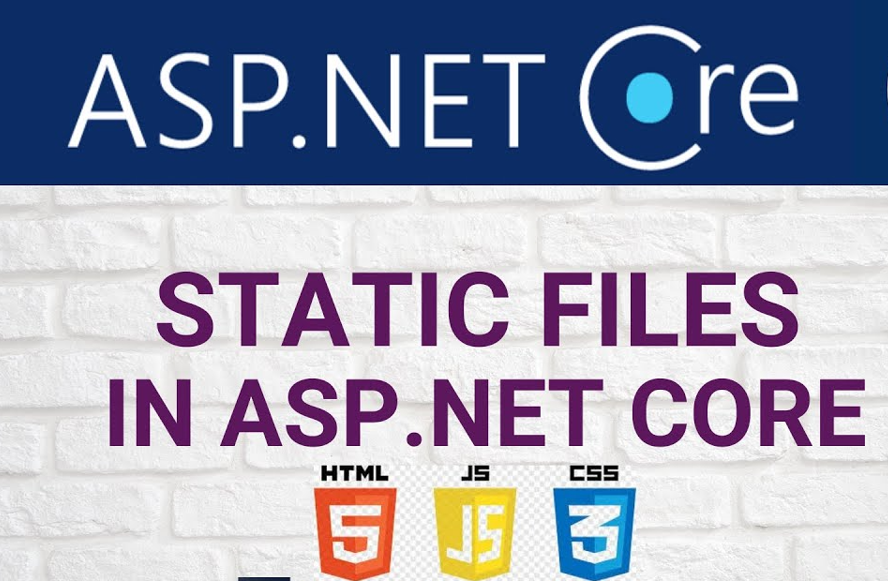 ASP.NET Core
STATIC FILES
IN ASP.NET CORE
HTML JS CSS
5 JS 3